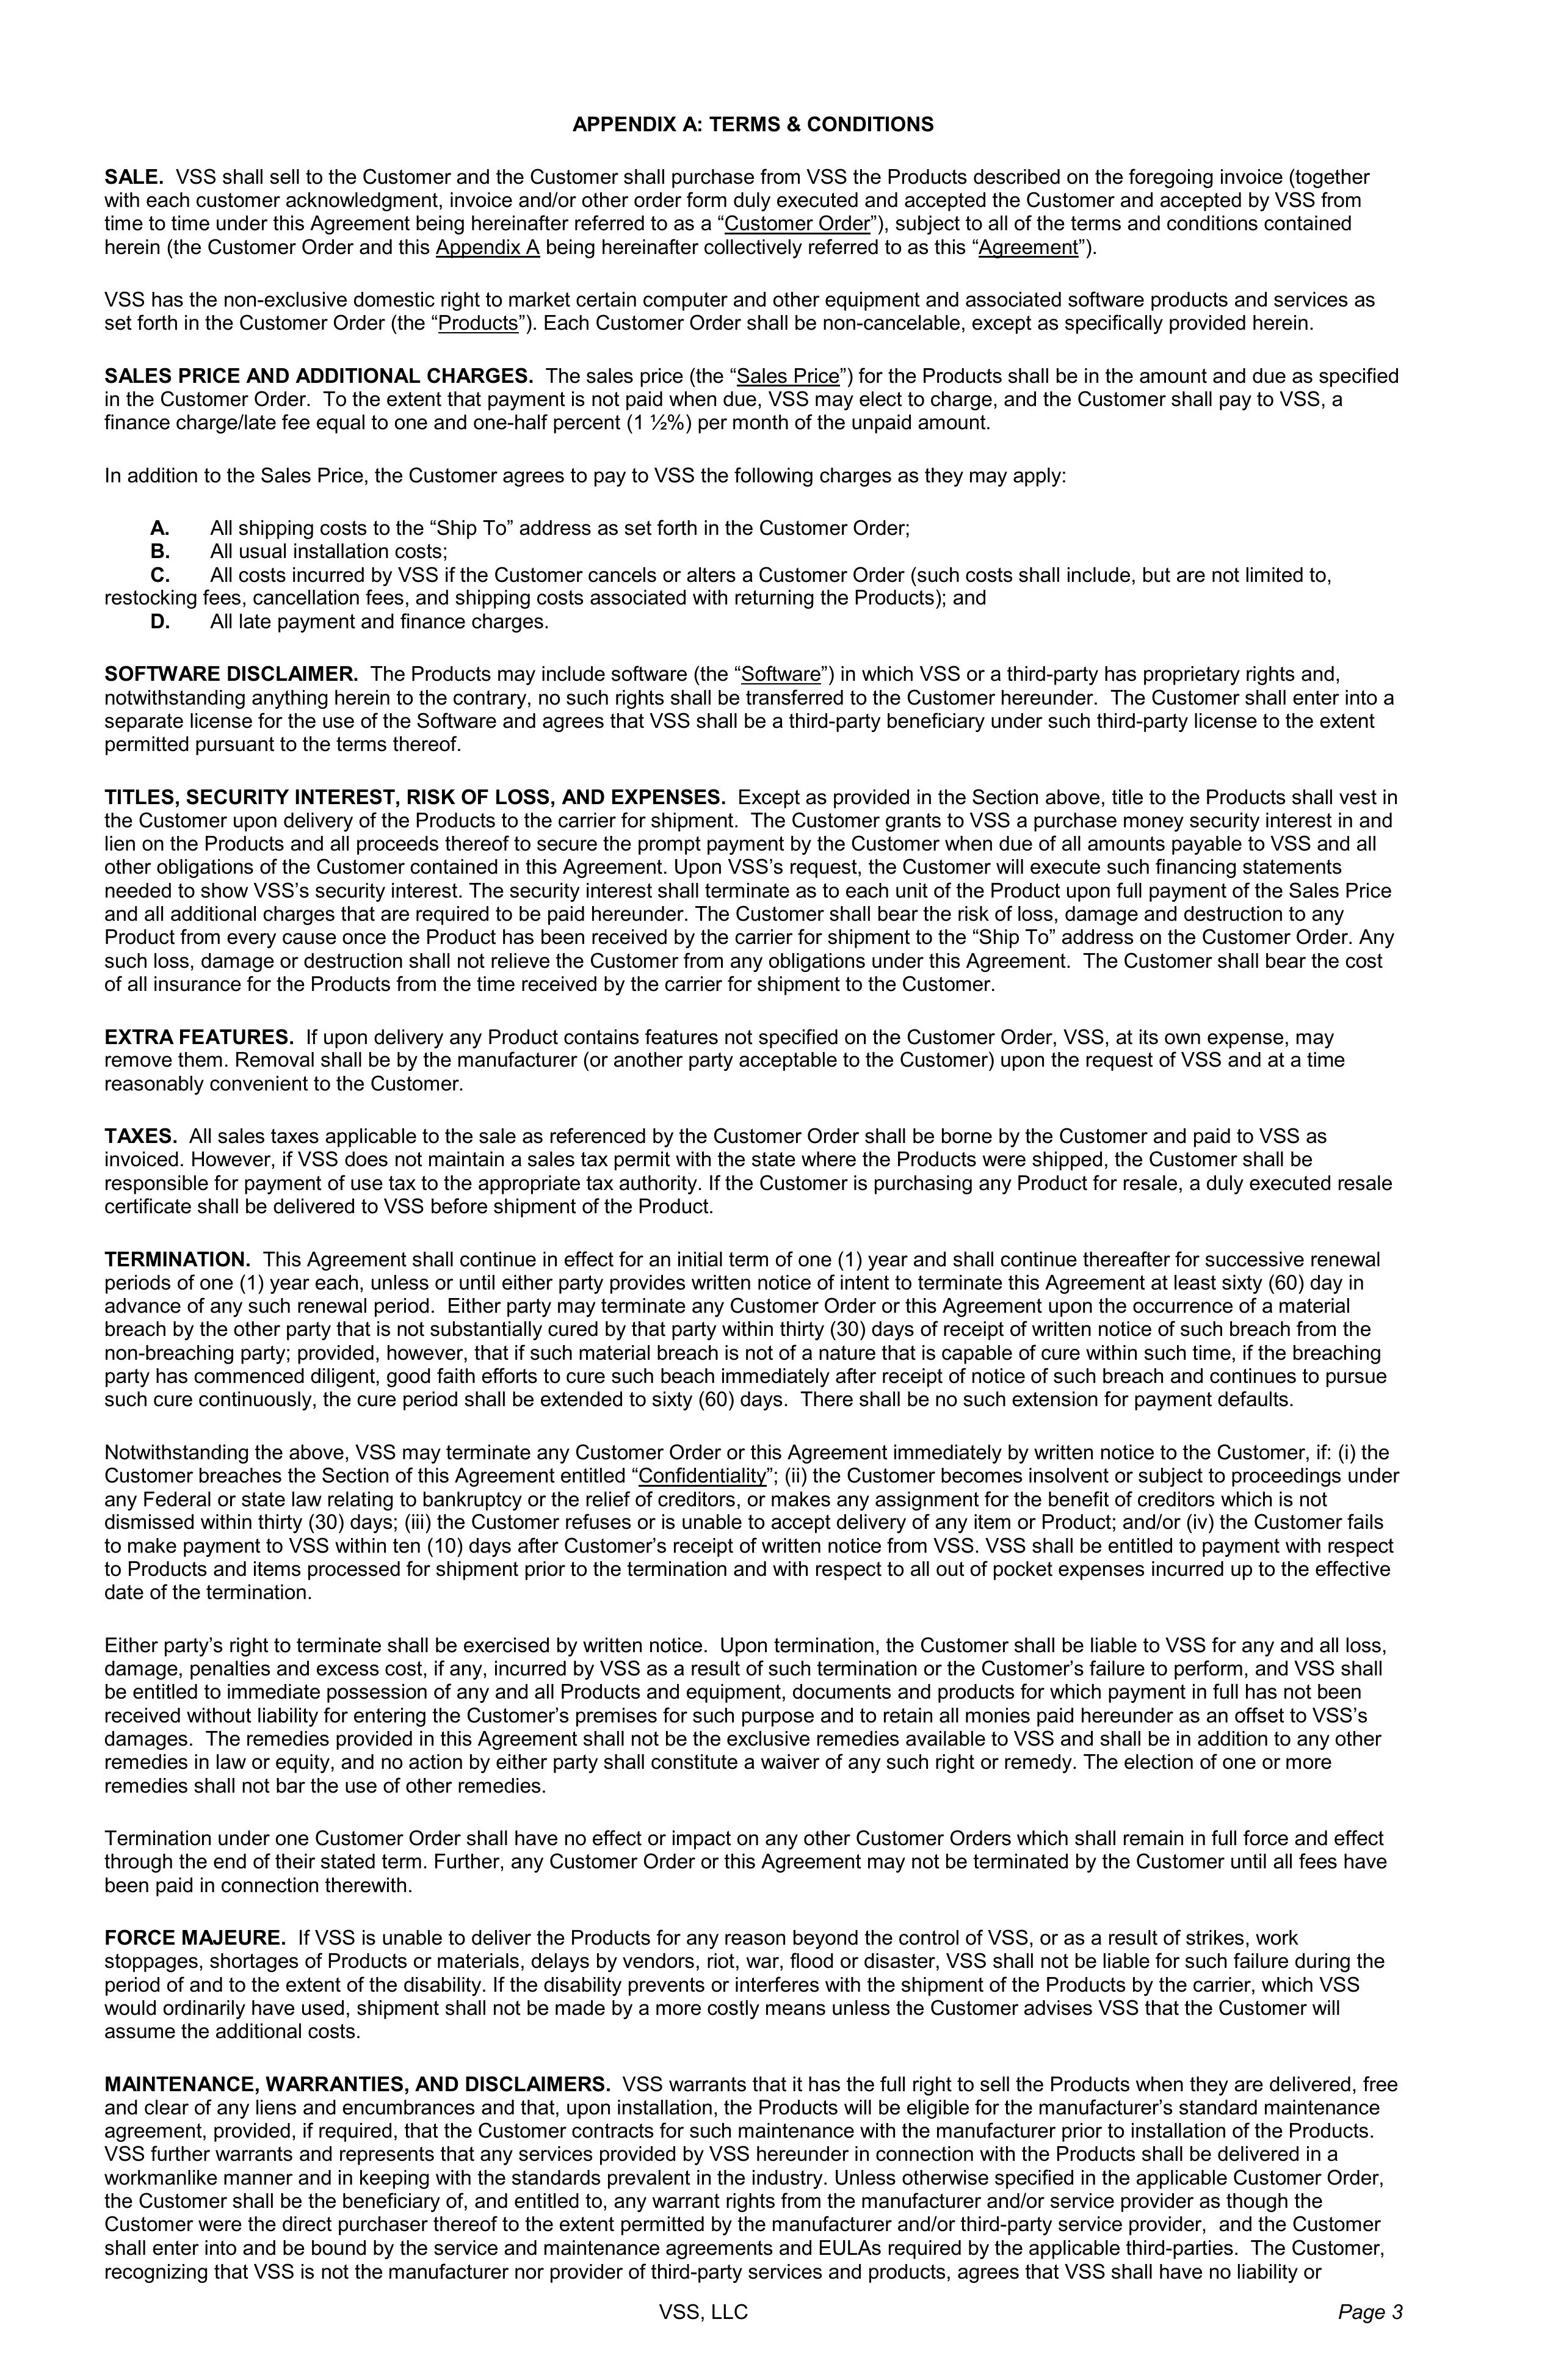 APPENDIX A: TERMS & CONDITIONS
SALE.  VSS shall sell to the Customer and the Customer shall purchase from VSS the Products described on the foregoing invoice (together
with each customer acknowledgment, invoice and/or other order form duly executed and accepted the Customer and accepted by VSS from
time to time under this Agreement being hereinafter referred to as a “Customer Order”), subject to all of the terms and conditions contained
herein (the Customer Order and this Appendix A being hereinafter collectively referred to as this “Agreement”).
VSS has the non-exclusive domestic right to market certain computer and other equipment and associated software products and services as
set forth in the Customer Order (the “Products”). Each Customer Order shall be non-cancelable, except as specifically provided herein.
SALES PRICE AND ADDITIONAL CHARGES.  The sales price (the “Sales Price”) for the Products shall be in the amount and due as specified
in the Customer Order.  To the extent that payment is not paid when due, VSS may elect to charge, and the Customer shall pay to VSS, a
finance charge/late fee equal to one and one-half percent (1 ½%) per month of the unpaid amount.
In addition to the Sales Price, the Customer agrees to pay to VSS the following charges as they may apply:
A. All shipping costs to the “Ship To” address as set forth in the Customer Order;
B. All usual installation costs;
C. All costs incurred by VSS if the Customer cancels or alters a Customer Order (such costs shall include, but are not limited to,
restocking fees, cancellation fees, and shipping costs associated with returning the Products); and
D. All late payment and finance charges.
SOFTWARE DISCLAIMER.  The Products may include software (the “Software”) in which VSS or a third-party has proprietary rights and,
notwithstanding anything herein to the contrary, no such rights shall be transferred to the Customer hereunder.  The Customer shall enter into a
separate license for the use of the Software and agrees that VSS shall be a third-party beneficiary under such third-party license to the extent
permitted pursuant to the terms thereof.
TITLES, SECURITY INTEREST, RISK OF LOSS, AND EXPENSES.  Except as provided in the Section above, title to the Products shall vest in
the Customer upon delivery of the Products to the carrier for shipment.  The Customer grants to VSS a purchase money security interest in and
lien on the Products and all proceeds thereof to secure the prompt payment by the Customer when due of all amounts payable to VSS and all
other obligations of the Customer contained in this Agreement. Upon VSS’s request, the Customer will execute such financing statements
needed to show VSS’s security interest. The security interest shall terminate as to each unit of the Product upon full payment of the Sales Price
and all additional charges that are required to be paid hereunder. The Customer shall bear the risk of loss, damage and destruction to any
Product from every cause once the Product has been received by the carrier for shipment to the “Ship To” address on the Customer Order. Any
such loss, damage or destruction shall not relieve the Customer from any obligations under this Agreement.  The Customer shall bear the cost
of all insurance for the Products from the time received by the carrier for shipment to the Customer.
EXTRA FEATURES.  If upon delivery any Product contains features not specified on the Customer Order, VSS, at its own expense, may
remove them. Removal shall be by the manufacturer (or another party acceptable to the Customer) upon the request of VSS and at a time
reasonably convenient to the Customer.
TAXES.  All sales taxes applicable to the sale as referenced by the Customer Order shall be borne by the Customer and paid to VSS as
invoiced. However, if VSS does not maintain a sales tax permit with the state where the Products were shipped, the Customer shall be
responsible for payment of use tax to the appropriate tax authority. If the Customer is purchasing any Product for resale, a duly executed resale
certificate shall be delivered to VSS before shipment of the Product.
TERMINATION.  This Agreement shall continue in effect for an initial term of one (1) year and shall continue thereafter for successive renewal
periods of one (1) year each, unless or until either party provides written notice of intent to terminate this Agreement at least sixty (60) day in
advance of any such renewal period.  Either party may terminate any Customer Order or this Agreement upon the occurrence of a material
breach by the other party that is not substantially cured by that party within thirty (30) days of receipt of written notice of such breach from the
non-breaching party; provided, however, that if such material breach is not of a nature that is capable of cure within such time, if the breaching
party has commenced diligent, good faith efforts to cure such beach immediately after receipt of notice of such breach and continues to pursue
such cure continuously, the cure period shall be extended to sixty (60) days.  There shall be no such extension for payment defaults.
Notwithstanding the above, VSS may terminate any Customer Order or this Agreement immediately by written notice to the Customer, if: (i) the
Customer breaches the Section of this Agreement entitled “Confidentiality”; (ii) the Customer becomes insolvent or subject to proceedings under
any Federal or state law relating to bankruptcy or the relief of creditors, or makes any assignment for the benefit of creditors which is not
dismissed within thirty (30) days; (iii) the Customer refuses or is unable to accept delivery of any item or Product; and/or (iv) the Customer fails
to make payment to VSS within ten (10) days after Customer’s receipt of written notice from VSS. VSS shall be entitled to payment with respect
to Products and items processed for shipment prior to the termination and with respect to all out of pocket expenses incurred up to the effective
date of the termination.
Either party’s right to terminate shall be exercised by written notice.  Upon termination, the Customer shall be liable to VSS for any and all loss,
damage, penalties and excess cost, if any, incurred by VSS as a result of such termination or the Customer’s failure to perform, and VSS shall
be entitled to immediate possession of any and all Products and equipment, documents and products for which payment in full has not been
received without liability for entering the Customer’s premises for such purpose and to retain all monies paid hereunder as an offset to VSS’s
damages.  The remedies provided in this Agreement shall not be the exclusive remedies available to VSS and shall be in addition to any other
remedies in law or equity, and no action by either party shall constitute a waiver of any such right or remedy. The election of one or more
remedies shall not bar the use of other remedies.
Termination under one Customer Order shall have no effect or impact on any other Customer Orders which shall remain in full force and effect
through the end of their stated term. Further, any Customer Order or this Agreement may not be terminated by the Customer until all fees have
been paid in connection therewith.
FORCE MAJEURE.  If VSS is unable to deliver the Products for any reason beyond the control of VSS, or as a result of strikes, work
stoppages, shortages of Products or materials, delays by vendors, riot, war, flood or disaster, VSS shall not be liable for such failure during the
period of and to the extent of the disability. If the disability prevents or interferes with the shipment of the Products by the carrier, which VSS
would ordinarily have used, shipment shall not be made by a more costly means unless the Customer advises VSS that the Customer will
assume the additional costs.
MAINTENANCE, WARRANTIES, AND DISCLAIMERS.  VSS warrants that it has the full right to sell the Products when they are delivered, free
and clear of any liens and encumbrances and that, upon installation, the Products will be eligible for the manufacturer’s standard maintenance
agreement, provided, if required, that the Customer contracts for such maintenance with the manufacturer prior to installation of the Products.
VSS further warrants and represents that any services provided by VSS hereunder in connection with the Products shall be delivered in a
workmanlike manner and in keeping with the standards prevalent in the industry. Unless otherwise specified in the applicable Customer Order,
the Customer shall be the beneficiary of, and entitled to, any warrant rights from the manufacturer and/or service provider as though the
Customer were the direct purchaser thereof to the extent permitted by the manufacturer and/or third-party service provider,  and the Customer
shall enter into and be bound by the service and maintenance agreements and EULAs required by the applicable third-parties.  The Customer,
recognizing that VSS is not the manufacturer nor provider of third-party services and products, agrees that VSS shall have no liability or
VSS, LLC
Page 3